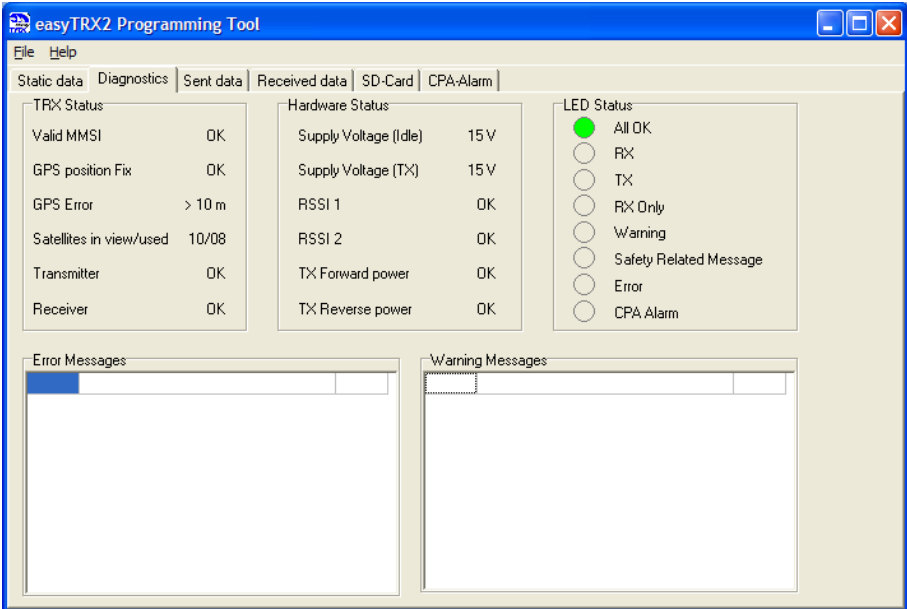 easyTRX2 Programming Tool
File Help
Static data Diagnostics Sent data Received data SD-Card CPA-Alarm
TRX Status
Valid MMSI OK
GPS position Fix OK
GPS Error > 10 m
Satellites in view/used 10/08
Transmitter OK
Receiver OK
Hardware Status
Supply Voltage (Idle) 15 V
Supply Voltage (TX) 15 V
RSSI 1 OK
RSSI 2 OK
TX Forward power OK
TX Reverse power OK
LED Status
All OK
RX
TX
RX Only
Warning
Safety Related Message
Error
CPA Alarm
Error Messages
Warning Messages